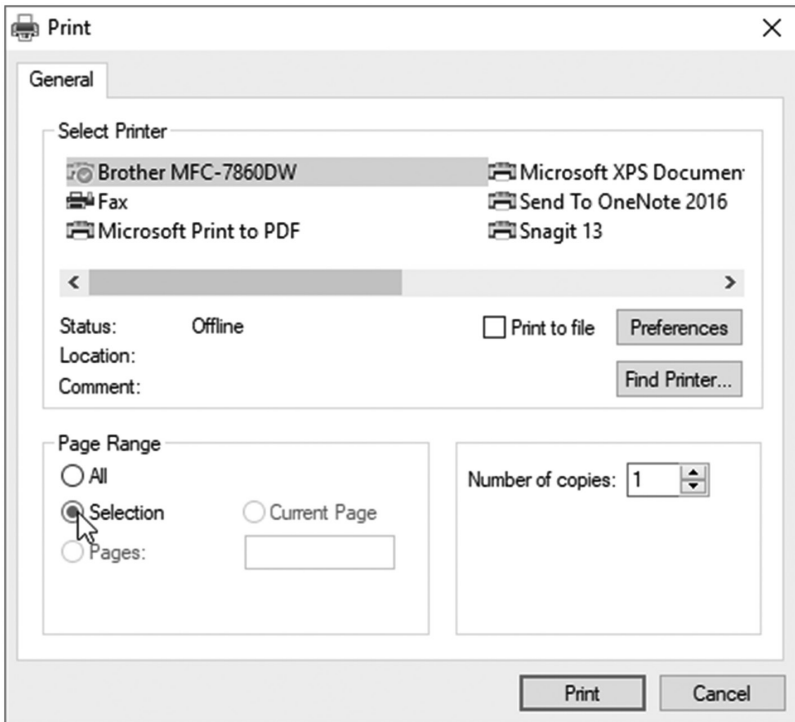 Print
General
Select Printer
Brother MFC-7860DW
Fax
Microsoft Print to PDF
Microsoft XPS Documen
Send To OneNote 2016
Snagit 13
Status: Offline
Location:
Comment:
Print to file
Preferences
Find Printer...
Page Range
All
Selection
Current Page
Pages:
Number of copies: 1
Print
Cancel